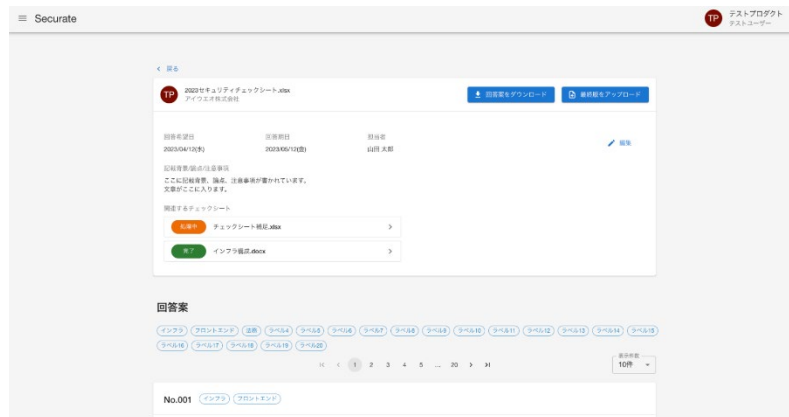 Securate
TP テストプロダクト
テストユーザー
戻る
TP 2023セキュリティチェックシート.xlsx
アイウエオ株式会社
回答案をダウンロード
最終版をアップロード
回答希望日 回答期日 担当者
2023/04/12(水) 2023/05/12(金) 山田 太郎
編集
記載背景/論点/注意事項
ここに記載背景、論点、注意事項が書かれています。
文章がここに入ります。
関連するチェックシート
処理中 チェックシート補足.xlsx
完了 インフラ観点.docx
回答案
インフラ フロントエンド 法務 ラベル4 ラベル5 ラベル6 ラベル7 ラベル8 ラベル9 ラベル10 ラベル11 ラベル12 ラベル13 ラベル14 ラベル15
ラベル16 ラベル17 ラベル18 ラベル19 ラベル20
1 2 3 4 5 … 20
表示件数
10件
No.001 インフラ フロントエンド